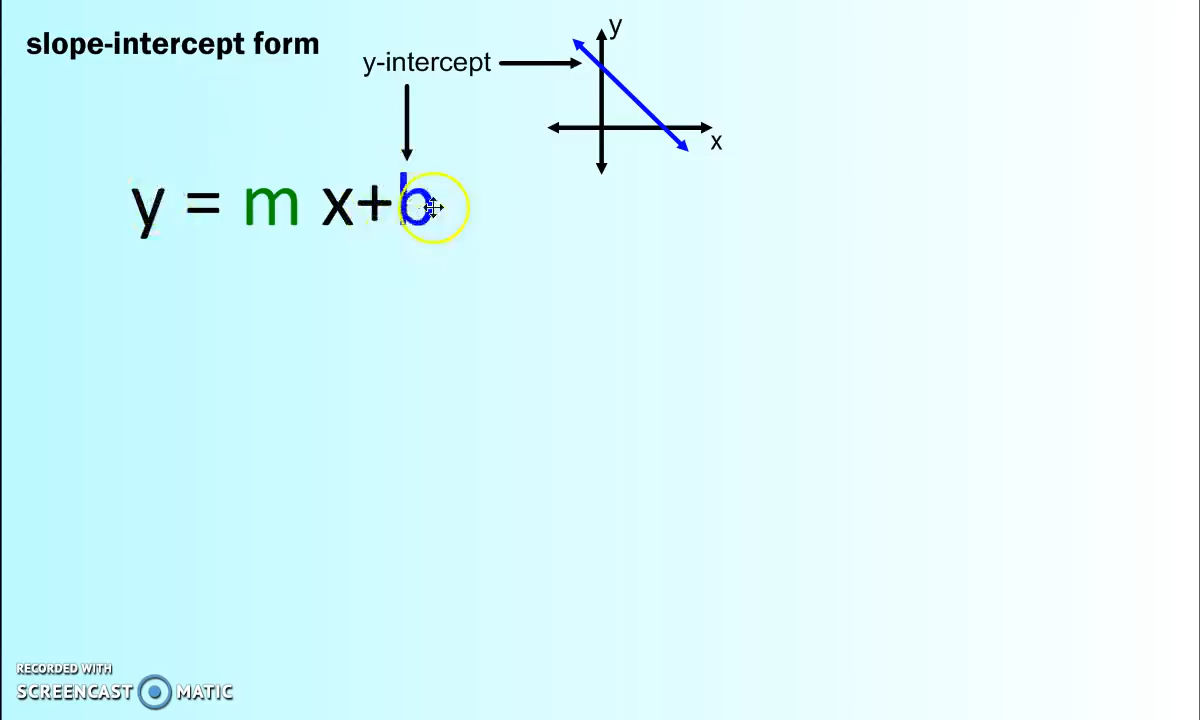 slope-intercept form
y-intercept
y
x
y = m x+b
RECORDED WITH
SCREENCAST MATIC